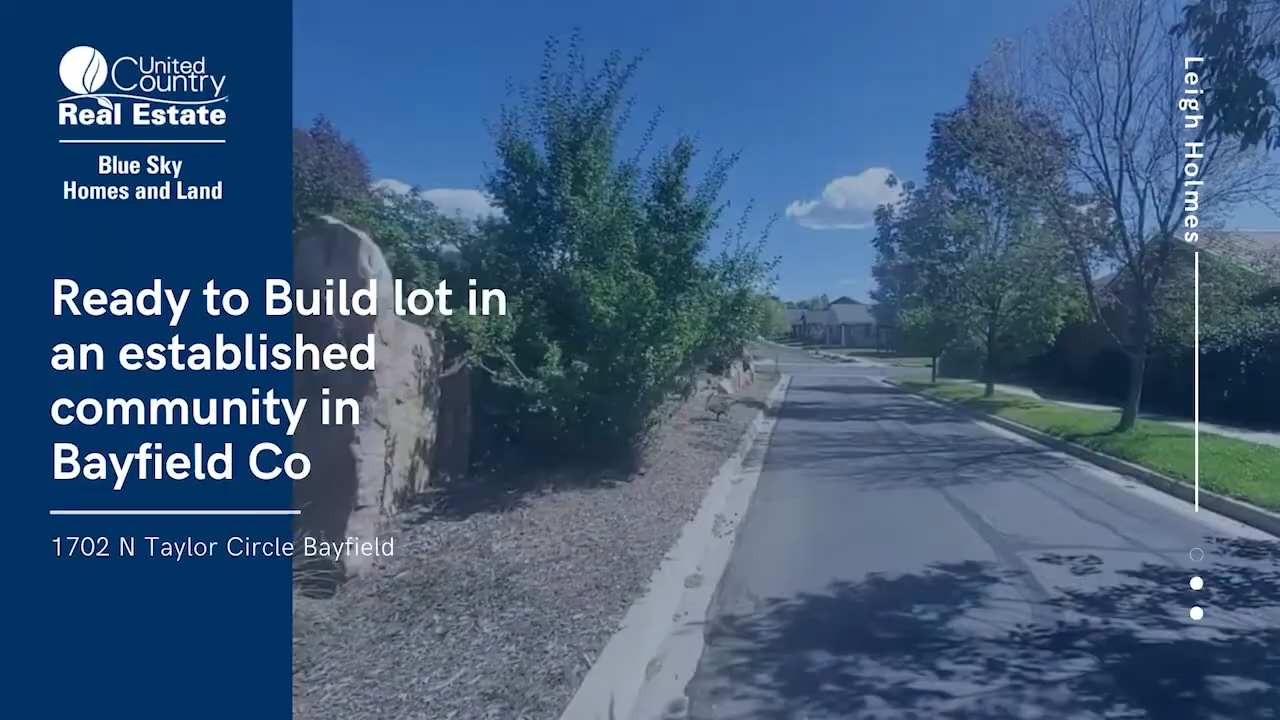 United
Country
Real Estate
Blue Sky
Homes and Land
Ready to Build lot in
an established
community in
Bayfield Co
1702 N Taylor Circle Bayfield
Leigh Holmes